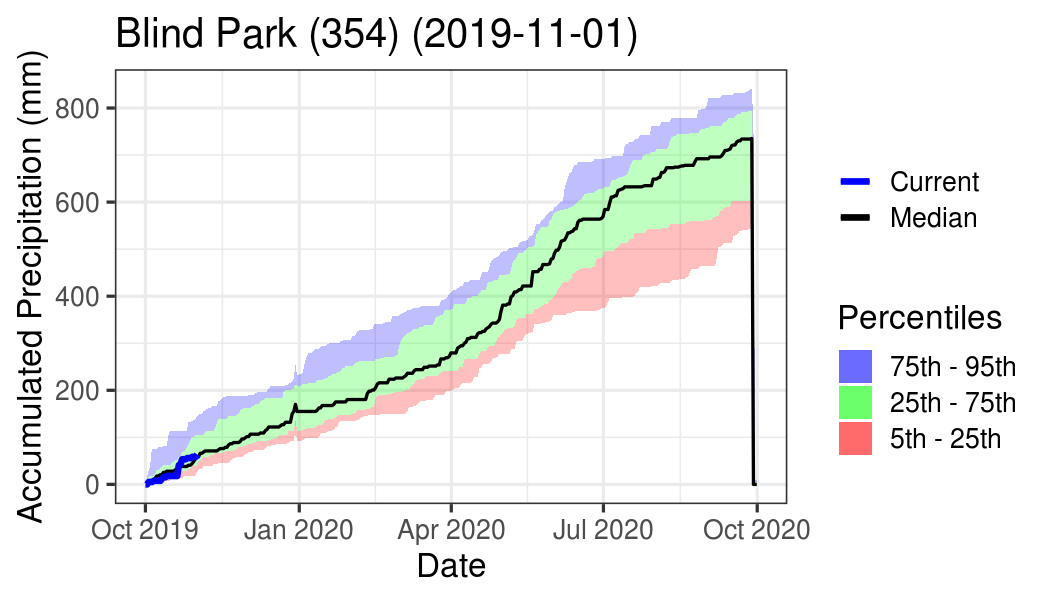 Blind Park (354) (2019-11-01)
Accumulated Precipitation (mm)
800
600
400
200
0
Oct 2019
Jan 2020
Apr 2020
Jul 2020
Oct 2020
Date
Current
Median
Percentiles
75th - 95th
25th - 75th
5th - 25th